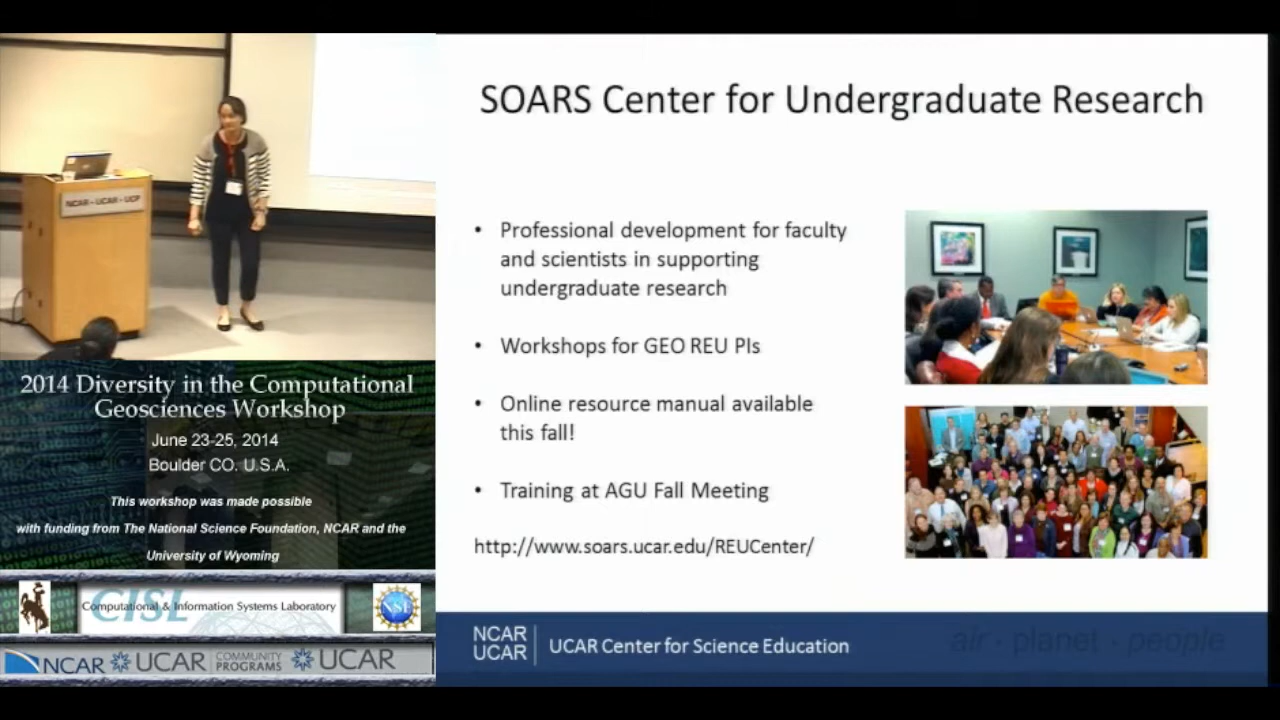 NCAR • UCAR • UCP
2014 Diversity in the Computational
Geosciences Workshop
June 23-25, 2014
Boulder CO. U.S.A.
This workshop was made possible
with funding from The National Science Foundation, NCAR and the
University of Wyoming
CISL
Computational & Information Systems Laboratory
NSF
NCAR UCAR COMMUNITY PROGRAMS UCAR
SOARS Center for Undergraduate Research
• Professional development for faculty
and scientists in supporting
undergraduate research
• Workshops for GEO REU PIs
• Online resource manual available
this fall!
• Training at AGU Fall Meeting
http://www.soars.ucar.edu/REUCenter/
NCAR
UCAR
UCAR Center for Science Education
air • planet • people